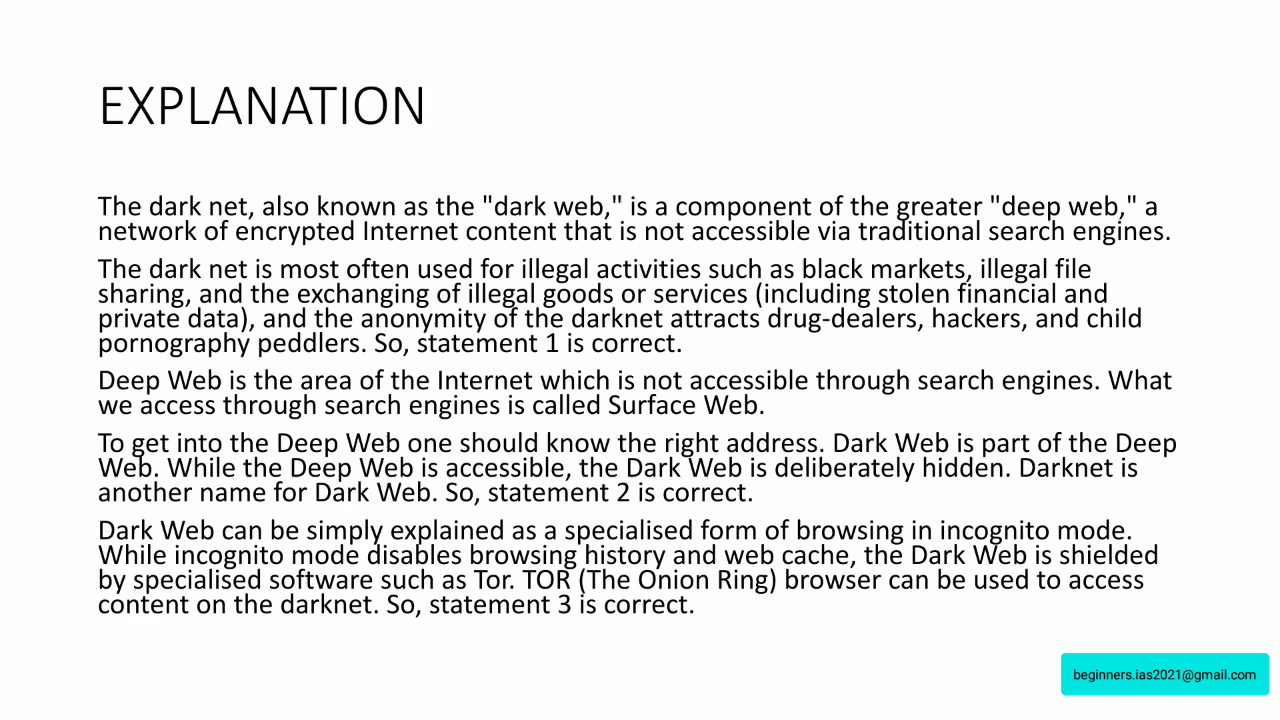 EXPLANATION
The dark net, also known as the "dark web," is a component of the greater "deep web," a
network of encrypted Internet content that is not accessible via traditional search engines.
The dark net is most often used for illegal activities such as black markets, illegal file
sharing, and the exchanging of illegal goods or services (including stolen financial and
private data), and the anonymity of the darknet attracts drug-dealers, hackers, and child
pornography peddlers. So, statement 1 is correct.
Deep Web is the area of the Internet which is not accessible through search engines. What
we access through search engines is called Surface Web.
To get into the Deep Web one should know the right address. Dark Web is part of the Deep
Web. While the Deep Web is accessible, the Dark Web is deliberately hidden. Darknet is
another name for Dark Web. So, statement 2 is correct.
Dark Web can be simply explained as a specialised form of browsing in incognito mode.
While incognito mode disables browsing history and web cache, the Dark Web is shielded
by specialised software such as Tor. TOR (The Onion Ring) browser can be used to access
content on the darknet. So, statement 3 is correct.
beginners.ias2021@gmail.com